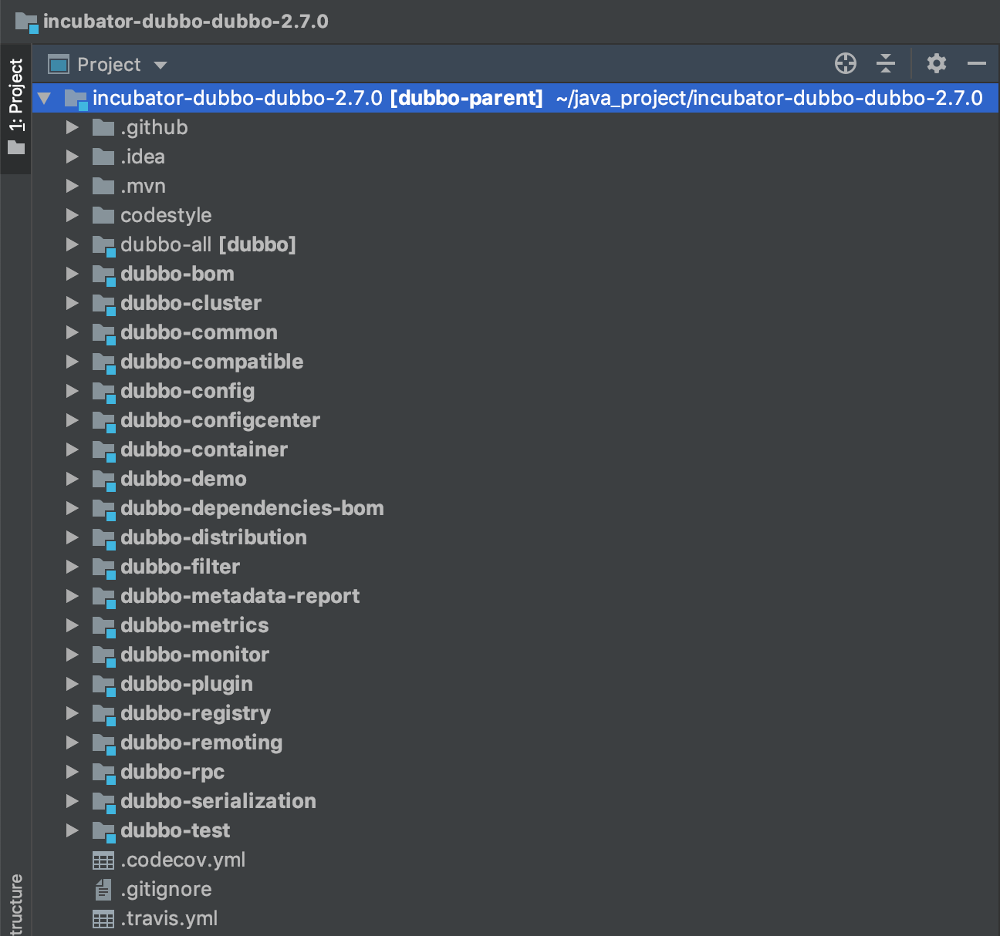 incubator-dubbo-dubbo-2.7.0
Project
1: Project
incubator-dubbo-dubbo-2.7.0 [dubbo-parent] ~/java_project/incubator-dubbo-dubbo-2.7.0
.github
.idea
.mvn
codestyle
dubbo-all [dubbo]
dubbo-bom
dubbo-cluster
dubbo-common
dubbo-compatible
dubbo-config
dubbo-configcenter
dubbo-container
dubbo-demo
dubbo-dependencies-bom
dubbo-distribution
dubbo-filter
dubbo-metadata-report
dubbo-metrics
dubbo-monitor
dubbo-plugin
dubbo-registry
dubbo-remoting
dubbo-rpc
dubbo-serialization
dubbo-test
.codecov.yml
.gitignore
.travis.yml
tructure